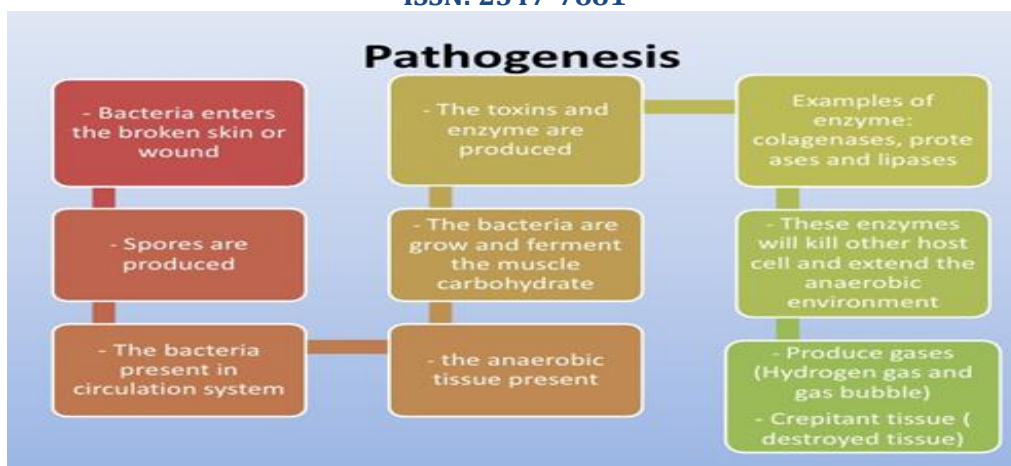 ISSN:
Pathogenesis
- Bacteria enters
the broken skin or
wound
- Spores are
produced
- The bacteria
present in
circulation system
- the anaerobic
tissue present
- The bacteria are
grow and ferment
the muscle
carbohydrate
- The toxins and
enzyme are
produced
Examples of
enzyme:
colagenases, prote
ases and lipases
- These enzymes
will kill other host
cell and extend the
anaerobic
environment
- Produce gases
(Hydrogen gas and
gas bubble)
- Crepitant tissue (
destroyed tissue)